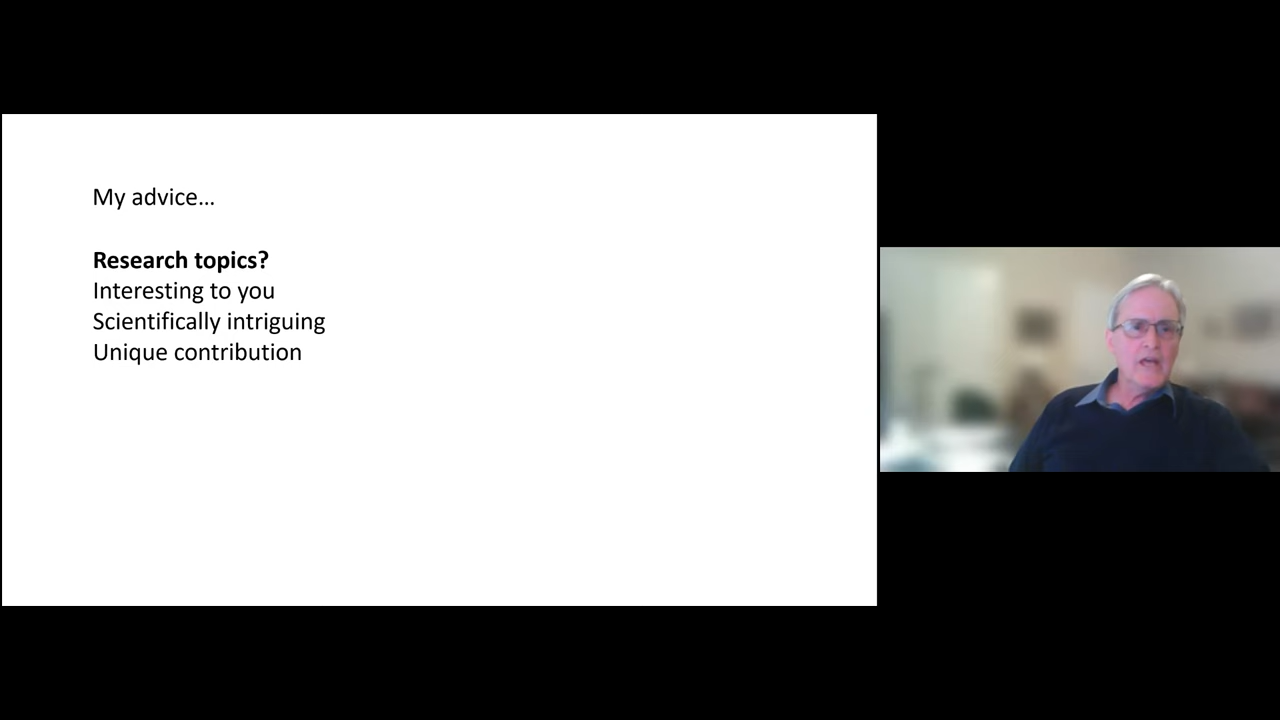 My advice…
Research topics?
Interesting to you
Scientifically intriguing
Unique contribution